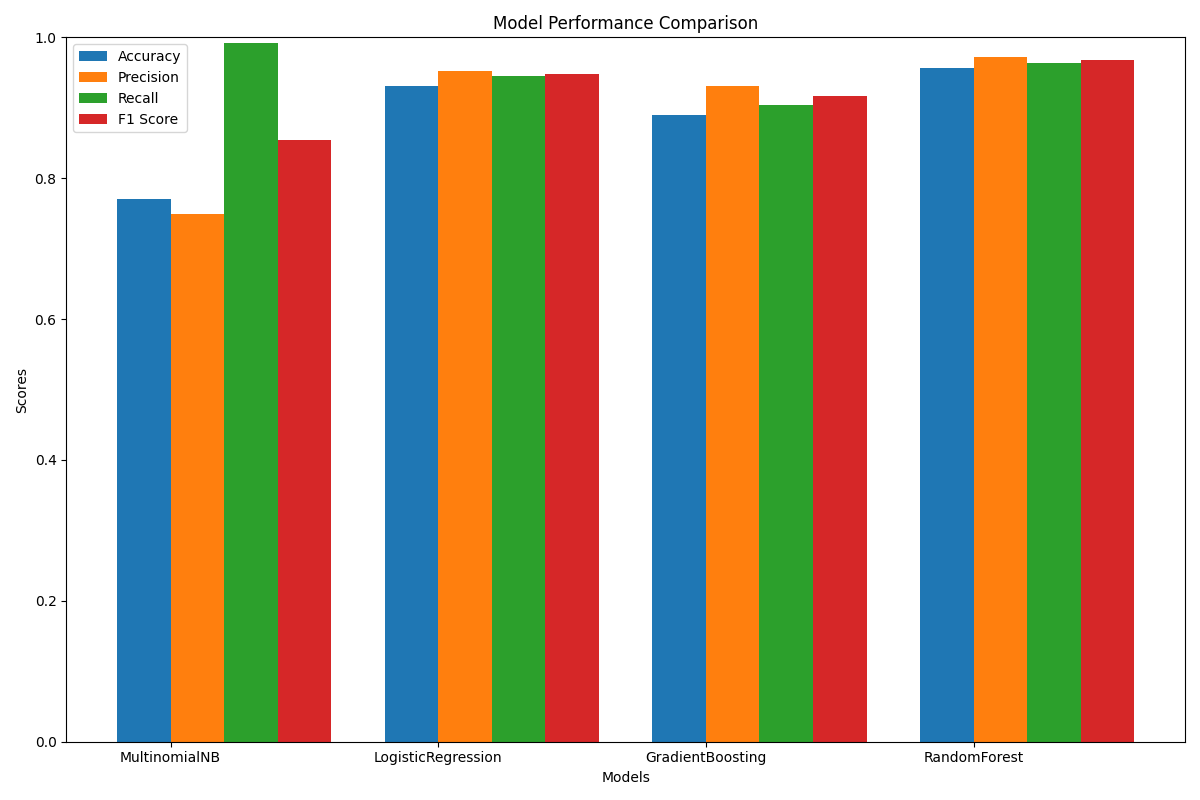 Model Performance Comparison
Accuracy
Precision
Recall
F1 Score
1.0
0.8
0.6
0.4
0.2
0.0
Scores
MultinomialNB LogisticRegression GradientBoosting RandomForest
Models